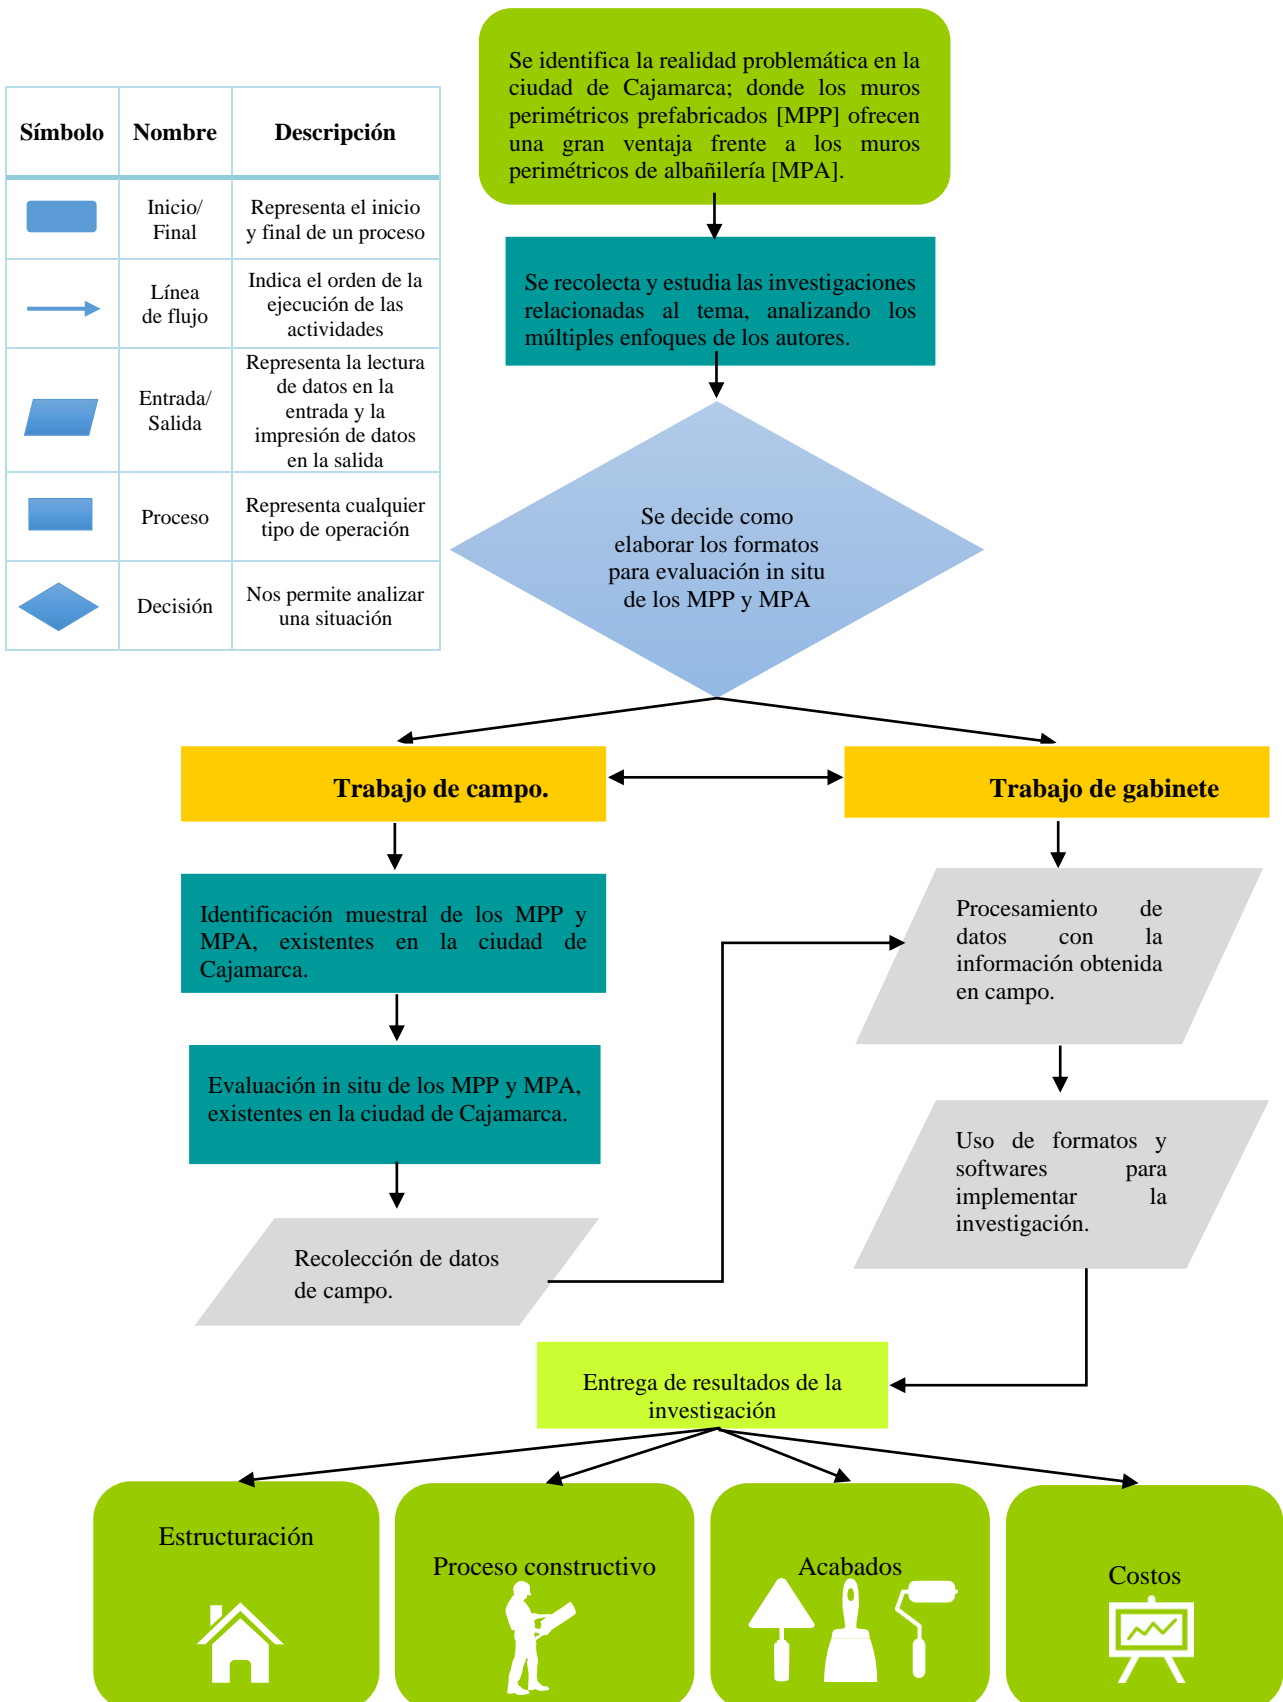 Se identifica la realidad problemática en la
ciudad de Cajamarca; donde los muros
perimétricos prefabricados [MPP] ofrecen
una gran ventaja frente a los muros
perimétricos de albañilería [MPA].
Símbolo Nombre Descripción
Inicio/
Final
Representa el inicio
y final de un proceso
Línea
de flujo
Indica el orden de la
ejecución de las
actividades
Entrada/
Salida
Representa la lectura
de datos en la
entrada y la
impresión de datos
en la salida
Proceso
Representa cualquier
tipo de operación
Decisión
Nos permite analizar
una situación
Se recolecta y estudia las investigaciones
relacionadas al tema, analizando los
múltiples enfoques de los autores.
Se decide como
elaborar los formatos
para evaluación in situ
de los MPP y MPA
Trabajo de campo.
Trabajo de gabinete
Identificación muestral de los MPP y
MPA, existentes en la ciudad de
Cajamarca.
Evaluación in situ de los MPP y MPA,
existentes en la ciudad de Cajamarca.
Recolección de datos
de campo.
Procesamiento de
datos con la
información obtenida
en campo.
Uso de formatos y
softwares para
implementar la
investigación.
Entrega de resultados de la
investigación
Estructuración
Proceso constructivo
Acabados
Costos